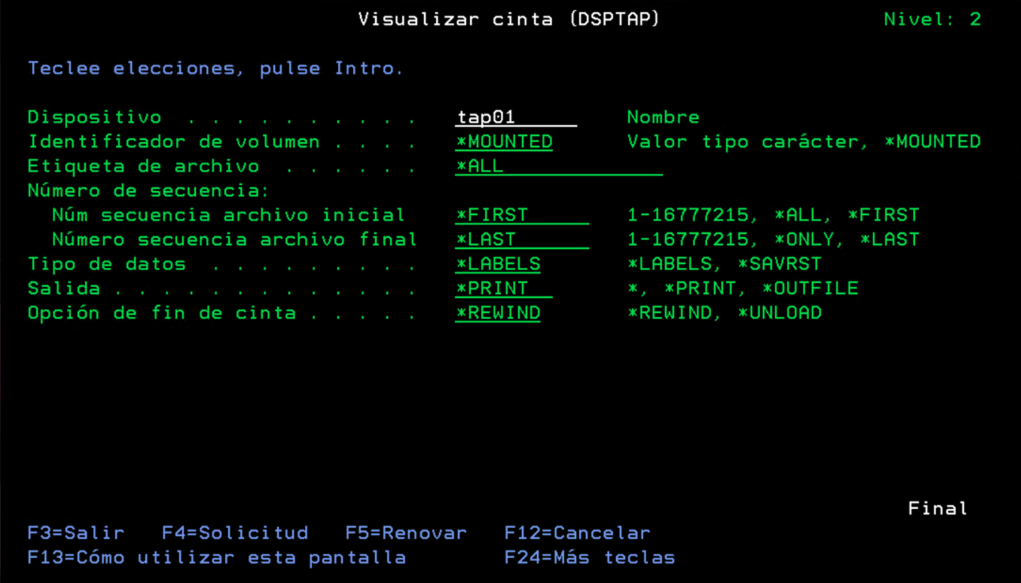 Visualizar cinta (DSPTAP) Nivel: 2
Teclee elecciones, pulse Intro.
Dispositivo . . . . . . . . . . tap01 Nombre
Identificador de volumen . . . . *MOUNTED Valor tipo carácter, *MOUNTED
Etiqueta de archivo . . . . . . *ALL
Número de secuencia:
Núm secuencia archivo inicial *FIRST 1-16777215, *ALL, *FIRST
Número secuencia archivo final *LAST 1-16777215, *ONLY, *LAST
Tipo de datos . . . . . . . . . *LABELS *LABELS, *SAVRST
Salida . . . . . . . . . . . . . *PRINT *, *PRINT, *OUTFILE
Opción de fin de cinta . . . . . *REWIND *REWIND, *UNLOAD
Final
F3=Salir F4=Solicitud F5=Renovar F12=Cancelar
F13=Cómo utilizar esta pantalla F24=Más teclas